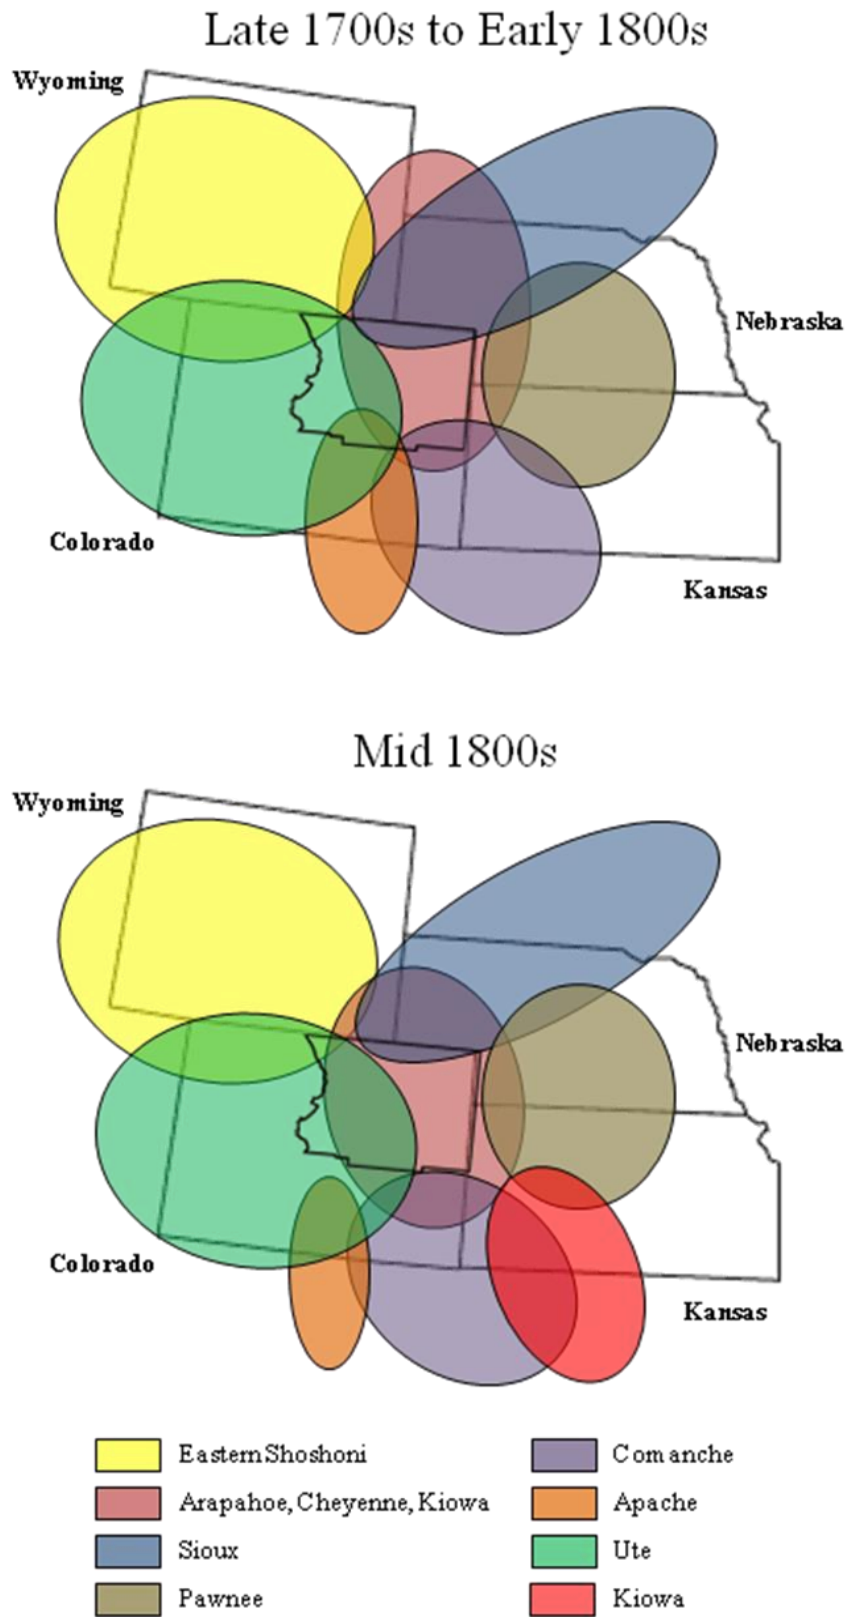 Late 1700s to Early 1800s
Wyoming
Nebraska
Colorado
Kansas
Mid 1800s
Wyoming
Nebraska
Colorado
Kansas
Eastern Shoshoni
Comanche
Arapahoe, Cheyenne, Kiowa
Apache
Sioux
Ute
Pawnee
Kiowa